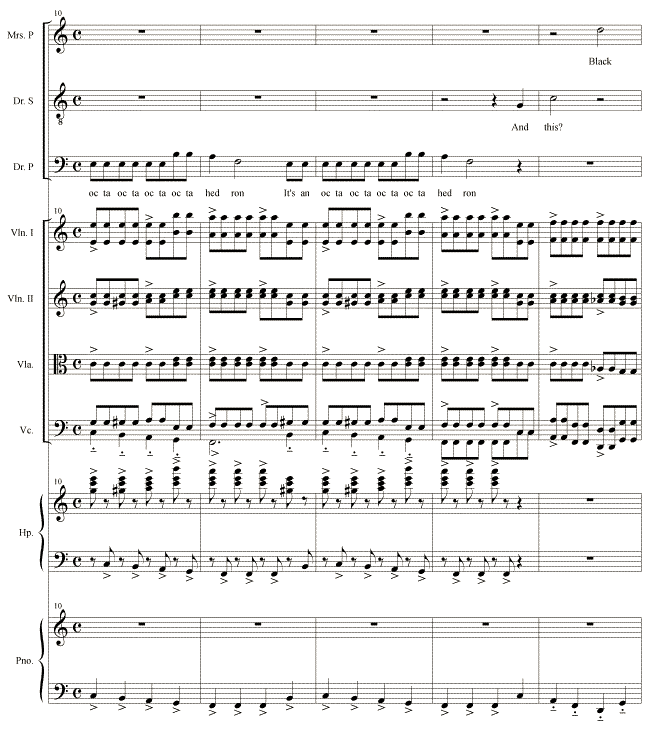 10
Mrs. P
Black
Dr. S
8
And this?
Dr. P
oc ta oc ta oc ta oc ta hed ron It's an oc ta oc ta oc ta oc ta hed ron
10
Vln. I
Vln. II
Vla.
Vc.
10
Hp.
10
Pno.